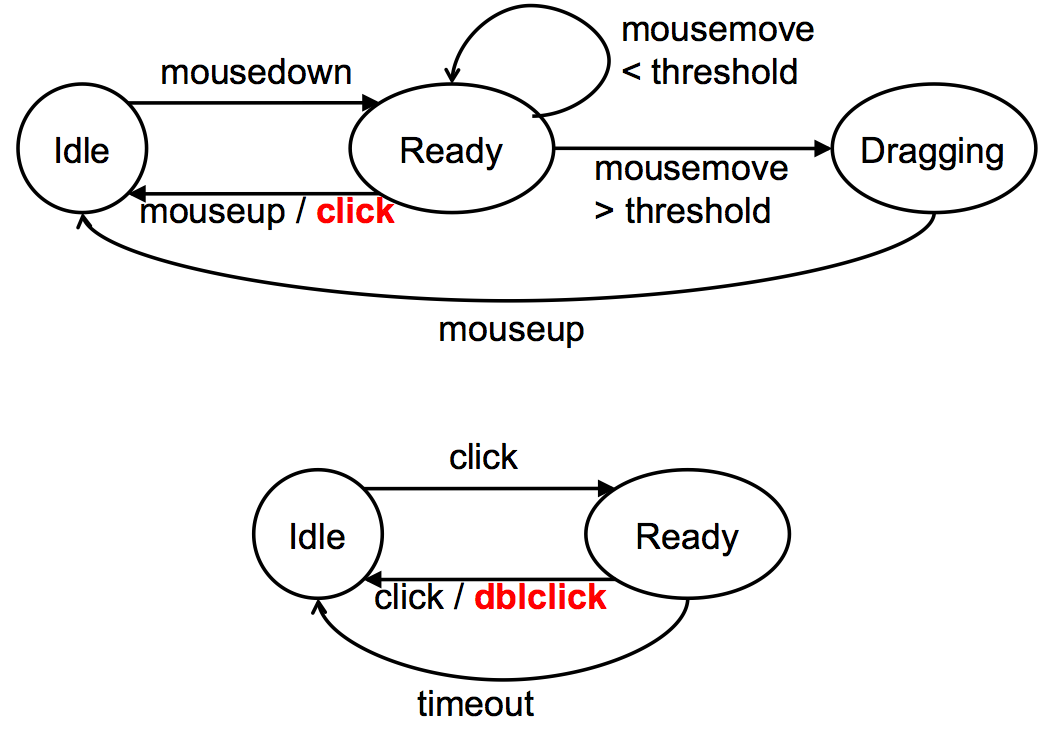 mousemove
< threshold
mousedown
Idle
Ready
Dragging
mousemove
> threshold
mouseup / click
mouseup
click
Idle
Ready
click / dblclick
timeout